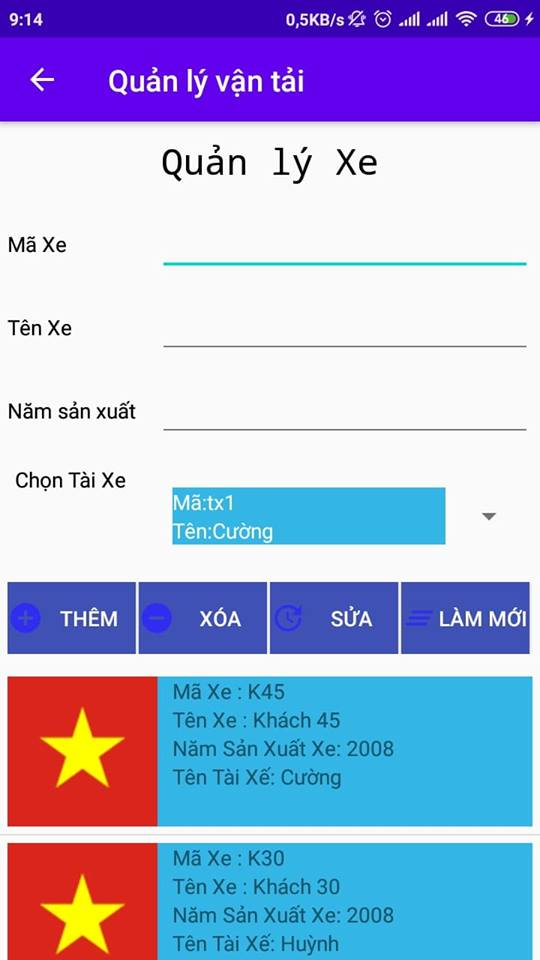 9:14
0,5KB/s
46
Quản lý vận tải
Quản lý Xe
Mã Xe
Tên Xe
Năm sản xuất
Chọn Tài Xe
Mã:tx1
Tên:Cường
THÊM
XÓA
SỬA
LÀM MỚI
Mã Xe : K45
Tên Xe : Khách 45
Năm Sản Xuất Xe: 2008
Tên Tài Xế: Cường
Mã Xe : K30
Tên Xe : Khách 30
Năm Sản Xuất Xe: 2008
Tên Tài Xế: Huỳnh